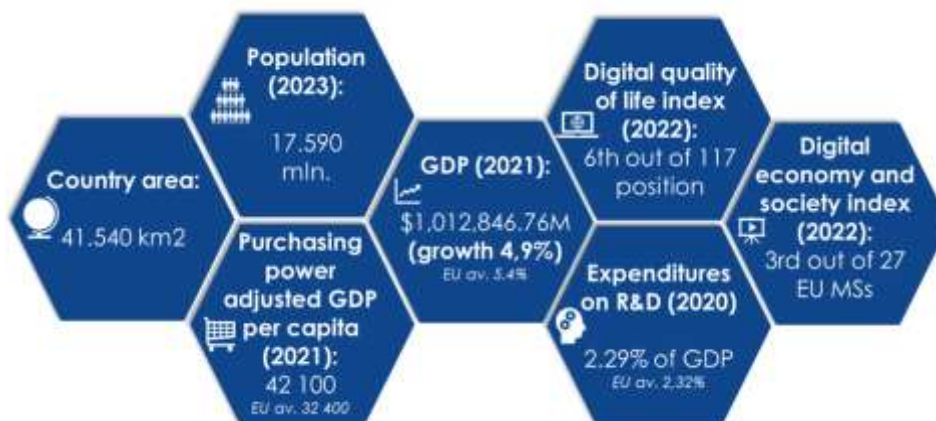 Country area:
41.540 km2
Population
(2023):
17.590
mln.
Purchasing
power
adjusted GDP
per capita
(2021):
42 100
EU av. 32 400
GDP (2021):
$1,012,846.76M
(growth 4,9%)
EU av. 5.4%
Digital quality
of life index
(2022):
6th out of 117
position
Expenditures
on R&D (2020)
2.29% of GDP
EU av. 2,32%
Digital
economy and
society index
(2022):
3rd out of 27
EU MSs